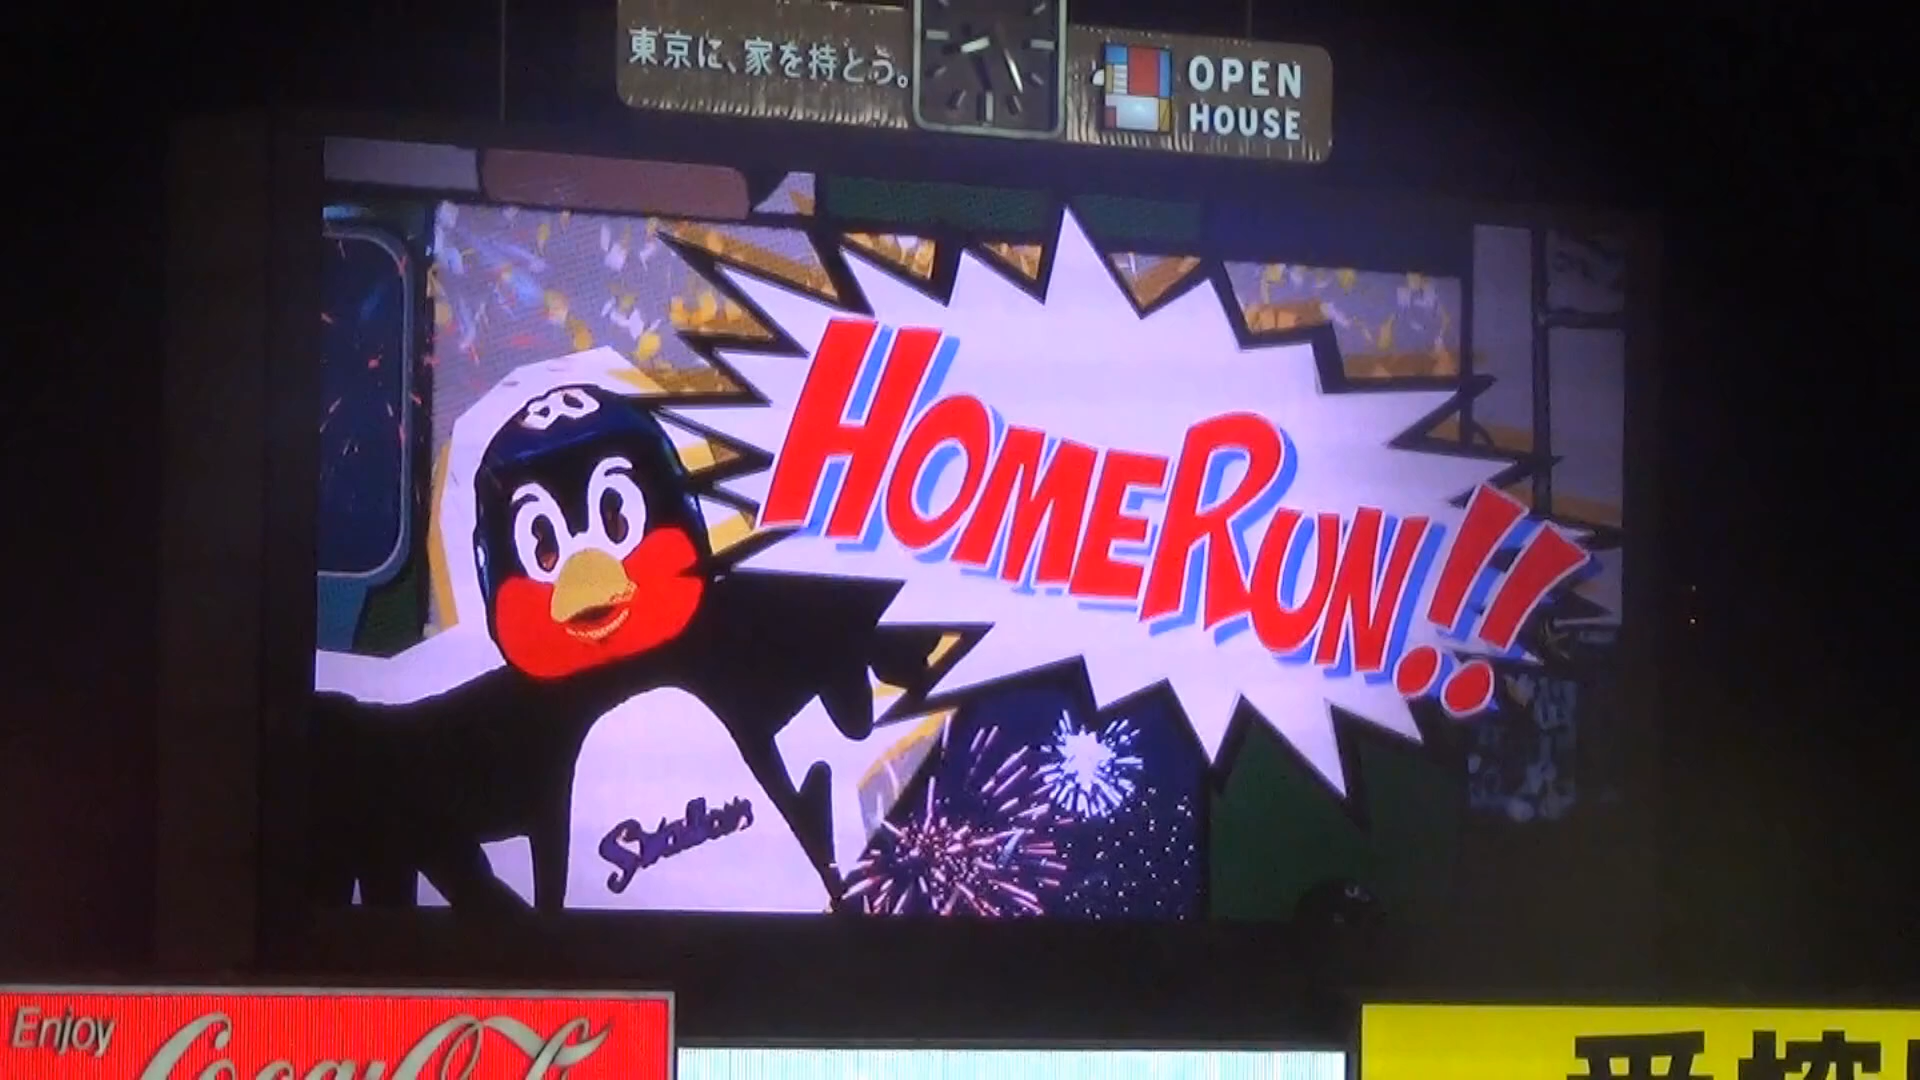 東京に、家を持とう。
OPEN
HOUSE
HOMERUN!!
Swallows
Enjoy
Coca-Cola